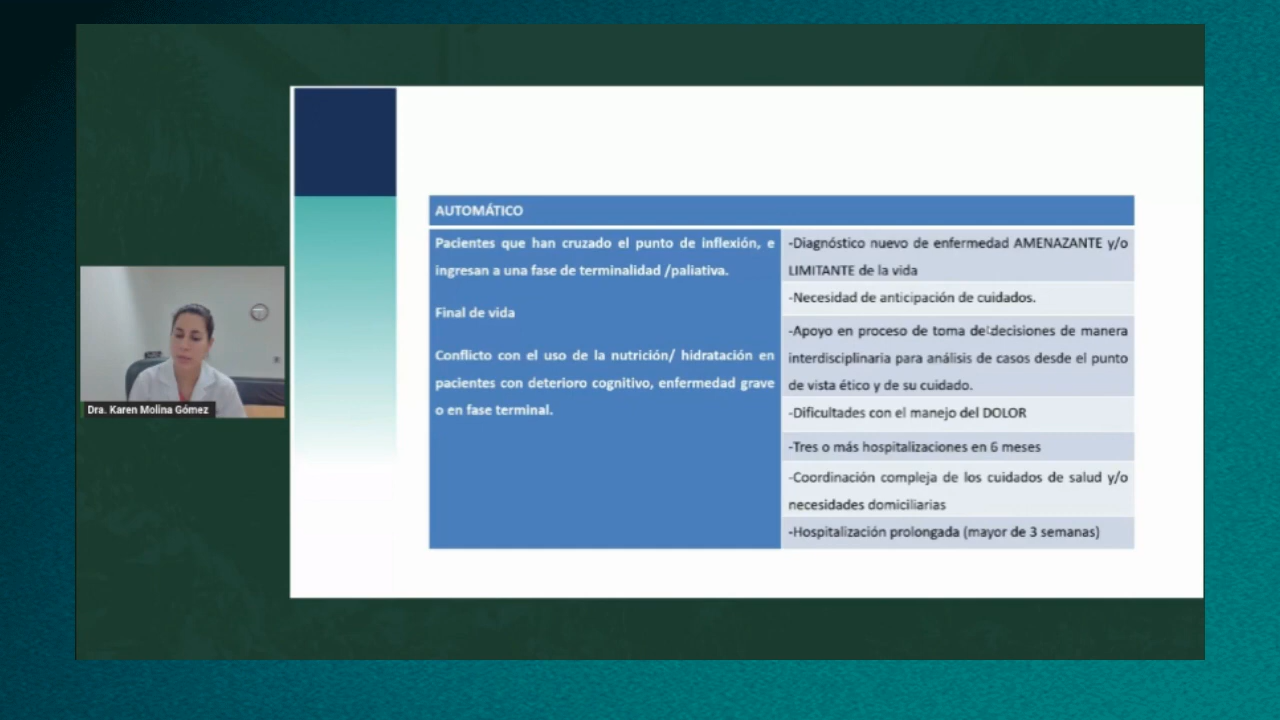 AUTOMÁTICO
Pacientes que han cruzado el punto de inflexión, e
ingresan a una fase de terminalidad /paliativa.
Final de vida
Conflicto con el uso de la nutrición/ hidratación en
pacientes con deterioro cognitivo, enfermedad grave
o en fase terminal.
-Diagnóstico nuevo de enfermedad AMENAZANTE y/o
LIMITANTE de la vida
-Necesidad de anticipación de cuidados.
-Apoyo en proceso de toma de decisiones de manera
interdisciplinaria para análisis de casos desde el punto
de vista ético y de su cuidado.
-Dificultades con el manejo del DOLOR
-Tres o más hospitalizaciones en 6 meses
-Coordinación compleja de los cuidados de salud y/o
necesidades domiciliarias
-Hospitalización prolongada (mayor de 3 semanas)
Dra. Karen Molina Gómez